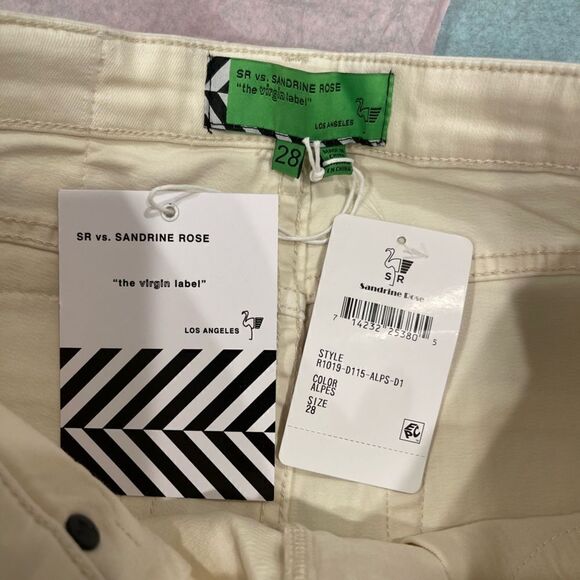 SR vs. SANDRINE ROSE
"the virgin label"
LOS ANGELES
28
SR vs. SANDRINE ROSE
"the virgin label"
LOS ANGELES
S R
Sandrine Rose
7 14232 25380 5
STYLE
R1019-D115-ALPS-D1
COLOR
ALPES
SIZE
28